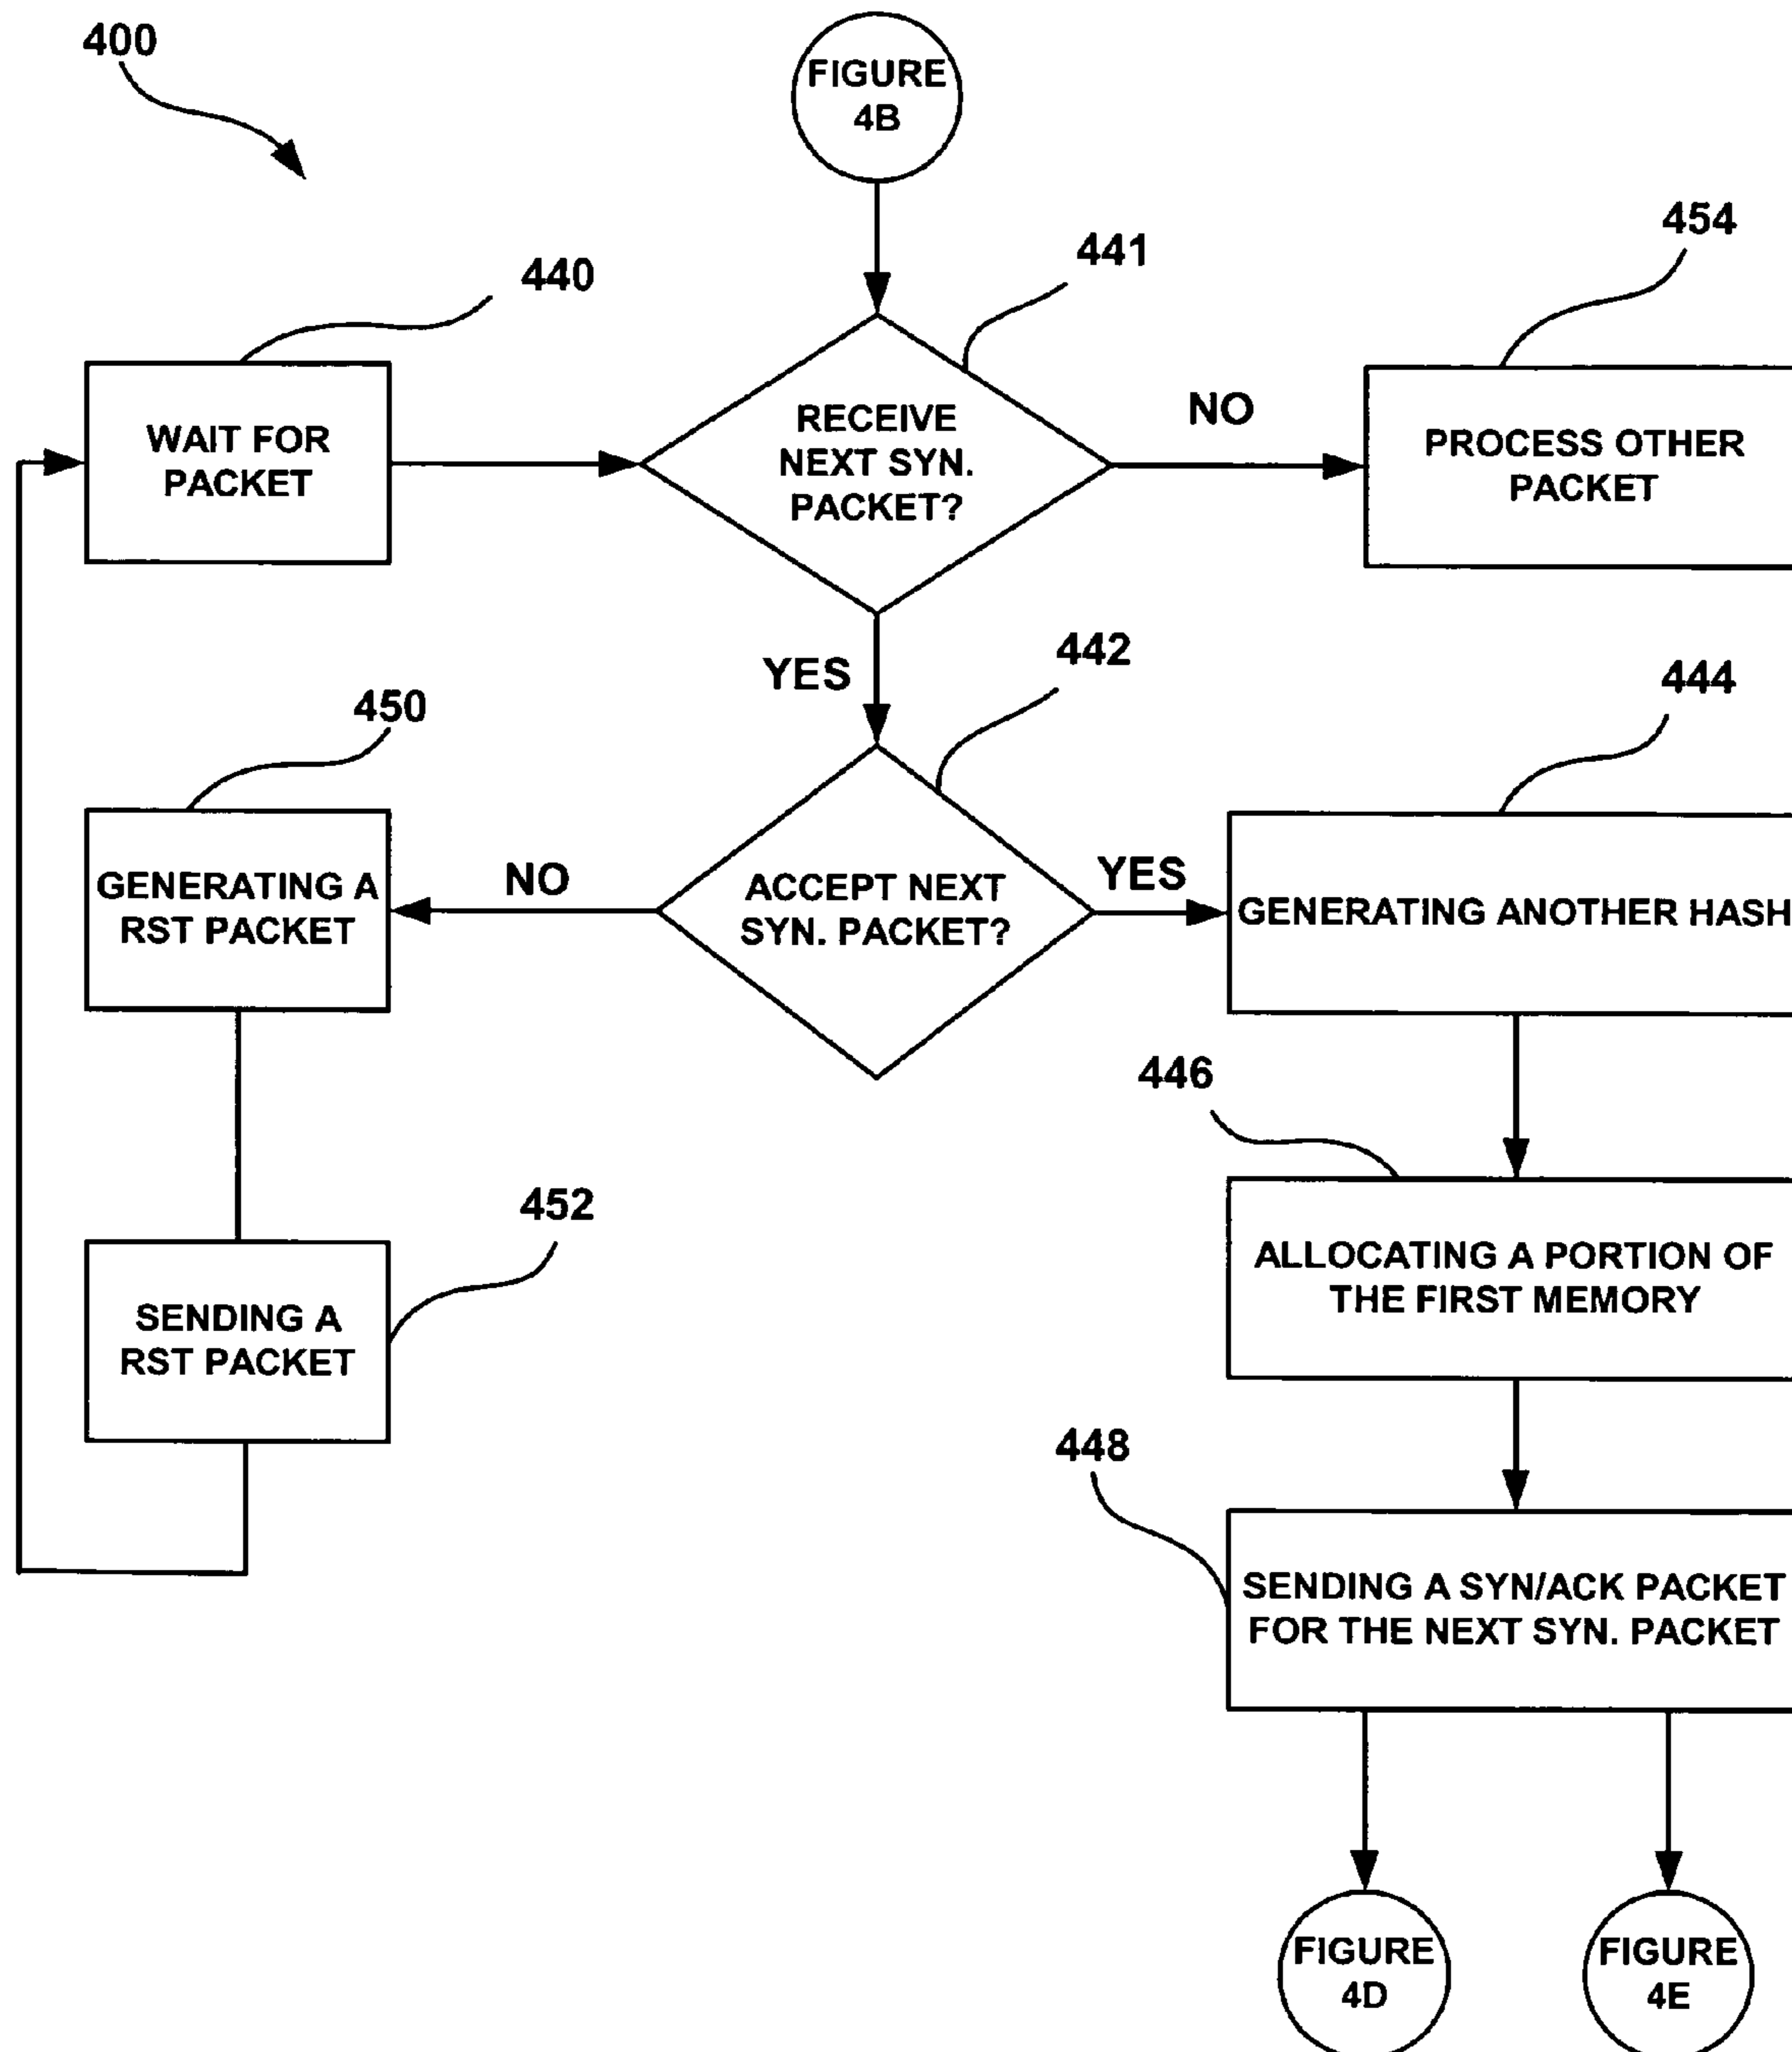 400
FIGURE
4B
454
441
440
WAIT FOR
PACKET
RECEIVE
NEXT SYN.
PACKET?
NO
PROCESS OTHER
PACKET
YES
442
444
450
GENERATING A
RST PACKET
NO
ACCEPT NEXT
SYN. PACKET?
YES
GENERATING ANOTHER HASH
446
452
SENDING A
RST PACKET
ALLOCATING A PORTION OF
THE FIRST MEMORY
448
SENDING A SYN/ACK PACKET
FOR THE NEXT SYN. PACKET
FIGURE
4D
FIGURE
4E